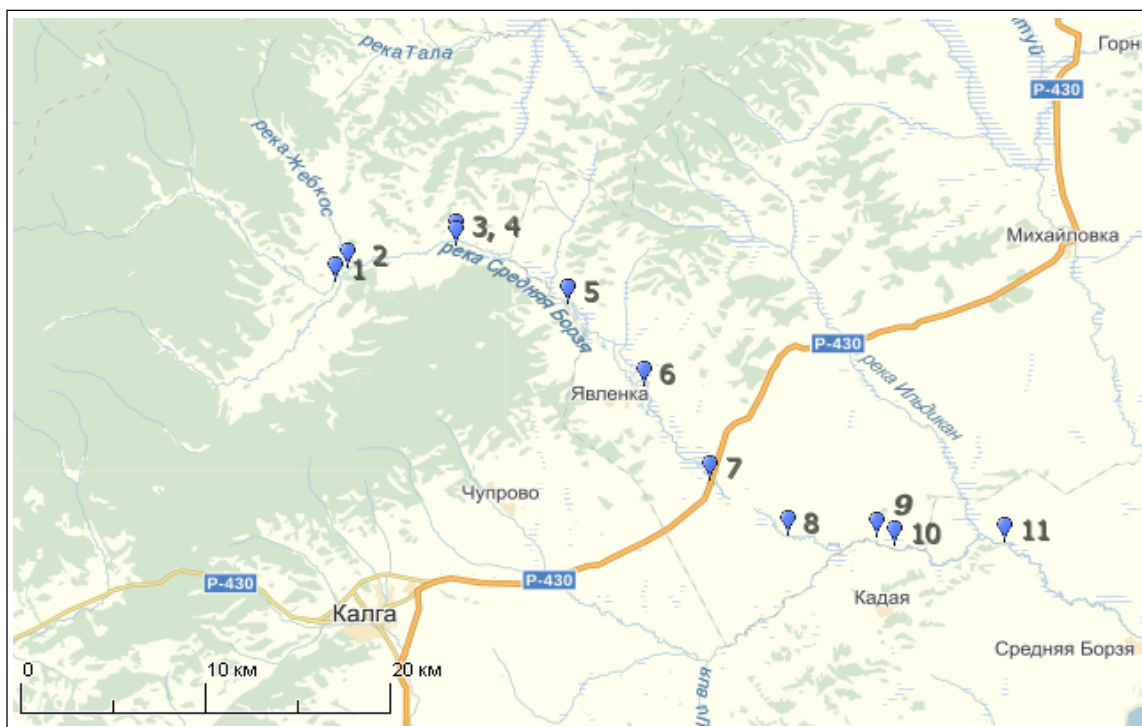 река Тала
Горн
Р-430
река Жебкос
3, 4
2
1
река Средняя Борзя
Михайловка
5
Р-430
6
Явленка
река Ильдикан
7
Чупрово
8
9
10
11
Р-430
Р-430
Калга
Кадая
Средняя Борзя
0
10 км
20 км